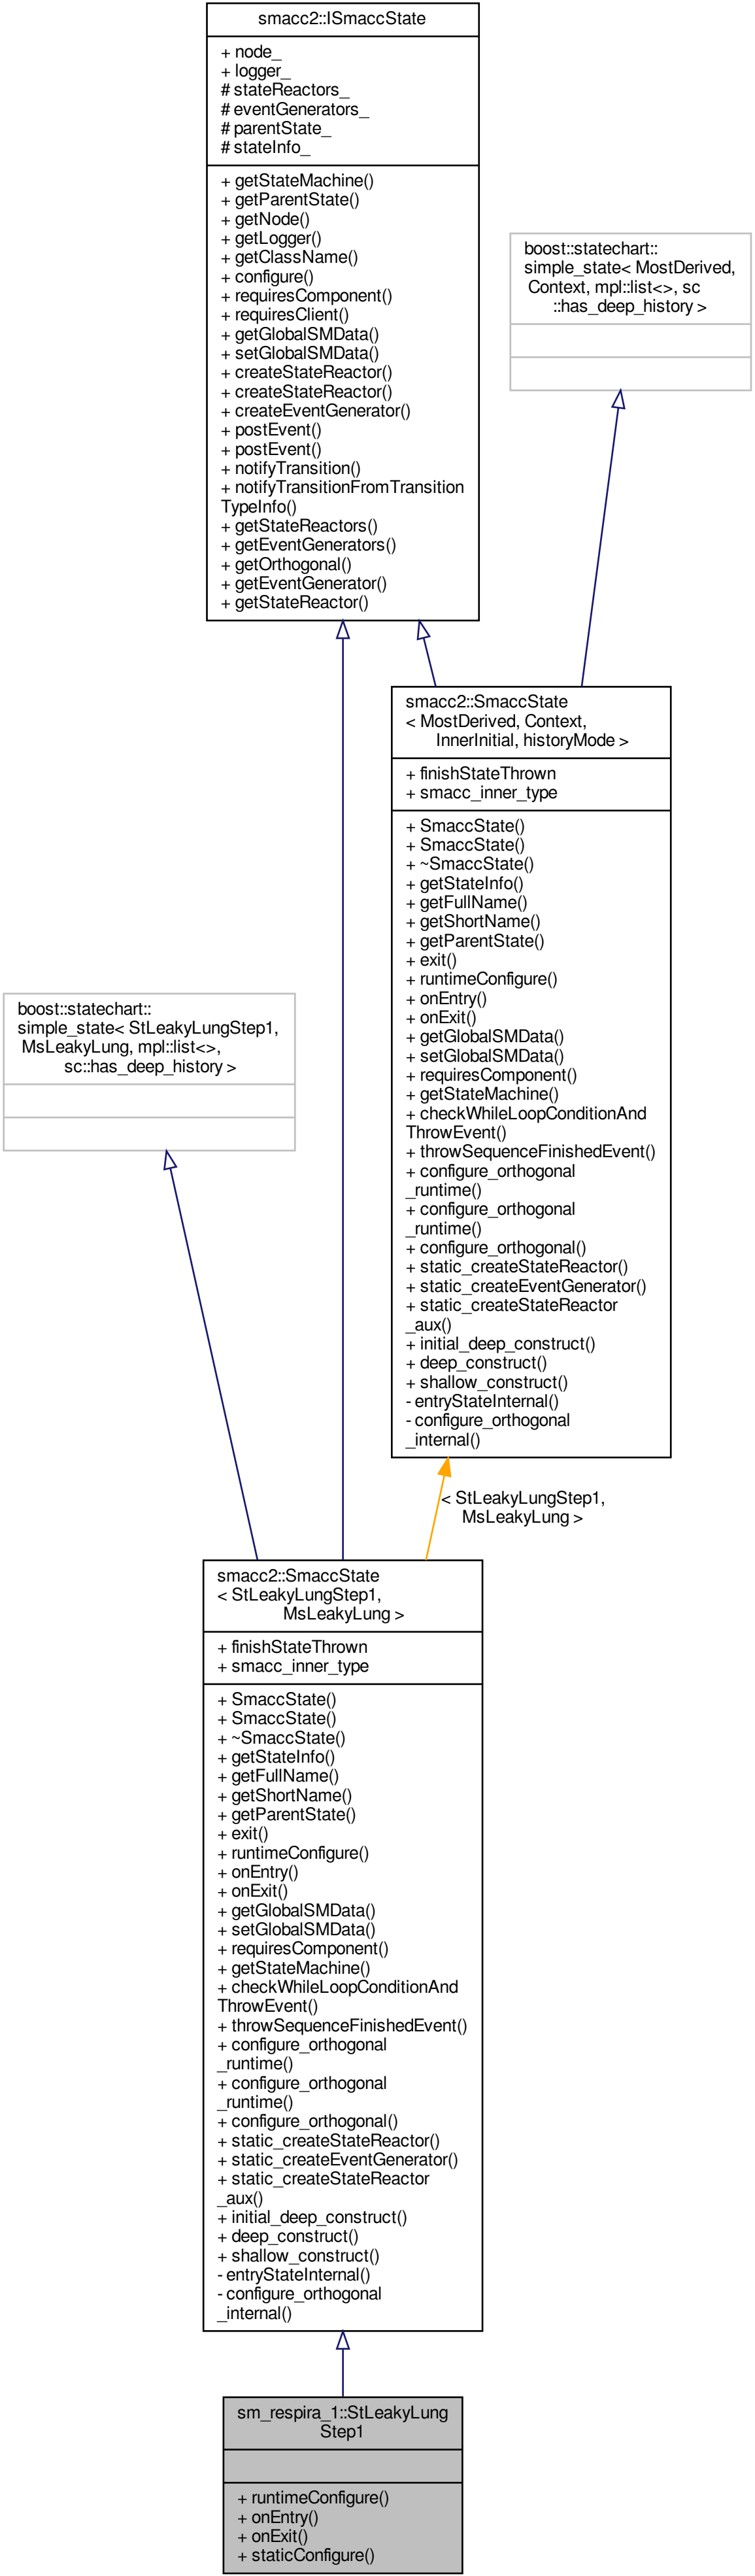 smacc2::ISmaccState
+ node_
+ logger_
# stateReactors_
# eventGenerators_
# parentState_
# stateInfo_
+ getStateMachine()
+ getParentState()
+ getNode()
+ getLogger()
+ getClassName()
+ configure()
+ requiresComponent()
+ requiresClient()
+ getGlobalSMData()
+ setGlobalSMData()
+ createStateReactor()
+ createStateReactor()
+ createEventGenerator()
+ postEvent()
+ postEvent()
+ notifyTransition()
+ notifyTransitionFromTransition
TypeInfo()
+ getStateReactors()
+ getEventGenerators()
+ getOrthogonal()
+ getEventGenerator()
+ getStateReactor()
boost::statechart::
simple_state< MostDerived,
Context, mpl::list<>, sc
::has_deep_history >
smacc2::SmaccState
< MostDerived, Context,
InnerInitial, historyMode >
+ finishStateThrown
+ smacc_inner_type
+ SmaccState()
+ SmaccState()
+ ~SmaccState()
+ getStateInfo()
+ getFullName()
+ getShortName()
+ getParentState()
+ exit()
+ runtimeConfigure()
+ onEntry()
+ onExit()
+ getGlobalSMData()
+ setGlobalSMData()
+ requiresComponent()
+ getStateMachine()
+ checkWhileLoopConditionAnd
ThrowEvent()
+ throwSequenceFinishedEvent()
+ configure_orthogonal
_runtime()
+ configure_orthogonal
_runtime()
+ configure_orthogonal()
+ static_createStateReactor()
+ static_createEventGenerator()
+ static_createStateReactor
_aux()
+ initial_deep_construct()
+ deep_construct()
+ shallow_construct()
- entryStateInternal()
- configure_orthogonal
_internal()
boost::statechart::
simple_state< StLeakyLungStep1,
MsLeakyLung, mpl::list<>,
sc::has_deep_history >
< StLeakyLungStep1,
MsLeakyLung >
smacc2::SmaccState
< StLeakyLungStep1,
MsLeakyLung >
+ finishStateThrown
+ smacc_inner_type
+ SmaccState()
+ SmaccState()
+ ~SmaccState()
+ getStateInfo()
+ getFullName()
+ getShortName()
+ getParentState()
+ exit()
+ runtimeConfigure()
+ onEntry()
+ onExit()
+ getGlobalSMData()
+ setGlobalSMData()
+ requiresComponent()
+ getStateMachine()
+ checkWhileLoopConditionAnd
ThrowEvent()
+ throwSequenceFinishedEvent()
+ configure_orthogonal
_runtime()
+ configure_orthogonal
_runtime()
+ configure_orthogonal()
+ static_createStateReactor()
+ static_createEventGenerator()
+ static_createStateReactor
_aux()
+ initial_deep_construct()
+ deep_construct()
+ shallow_construct()
- entryStateInternal()
- configure_orthogonal
_internal()
sm_respira_1::StLeakyLung
Step1
+ runtimeConfigure()
+ onEntry()
+ onExit()
+ staticConfigure()